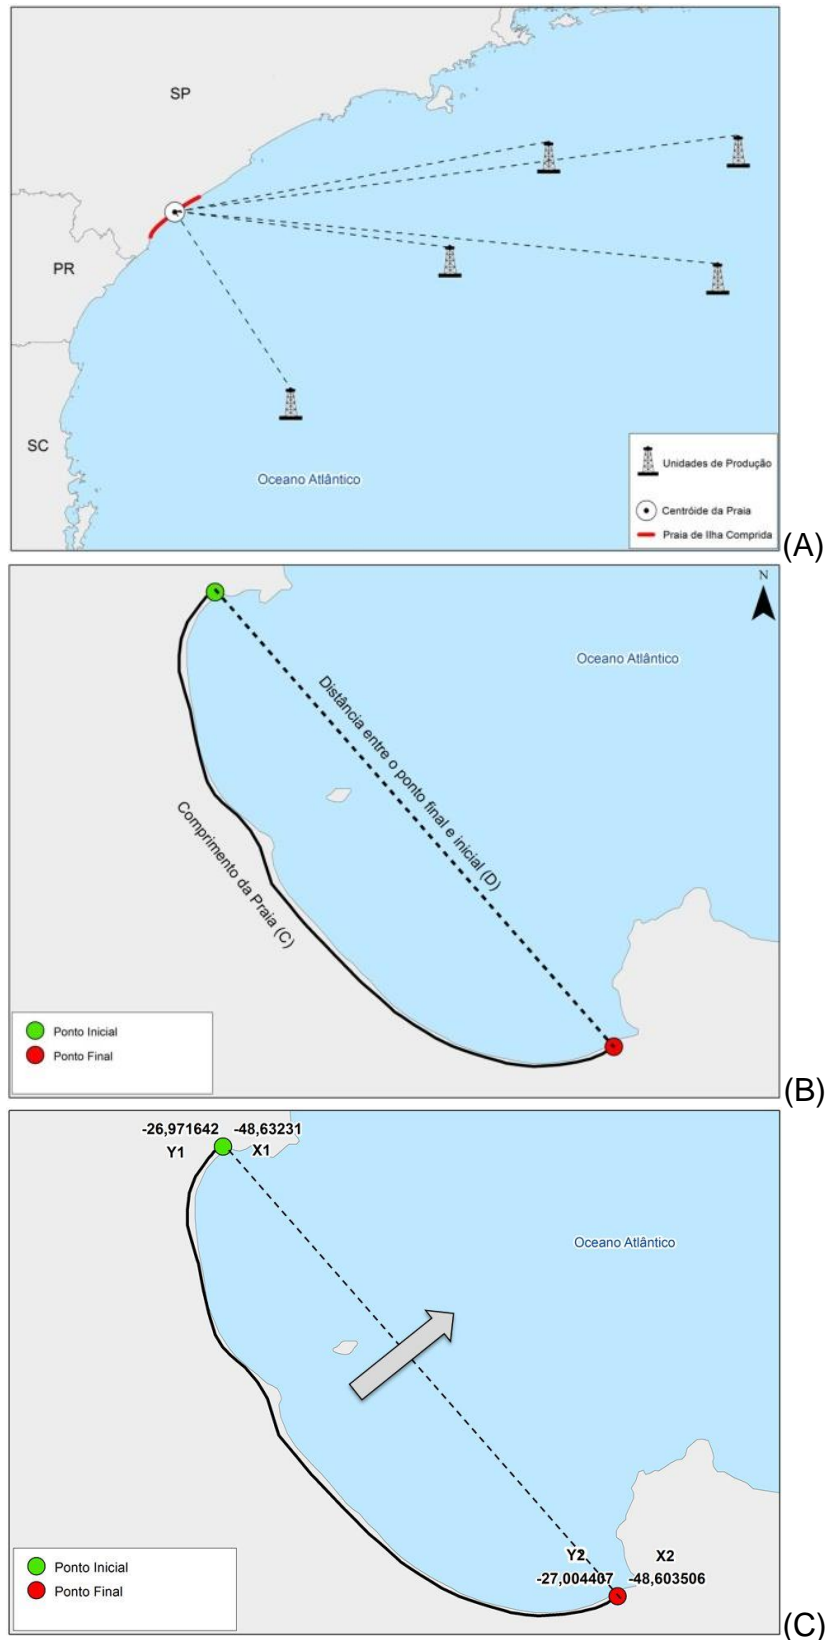 SP
PR
SC
Oceano Atlântico
Unidades de Produção
Centróide da Praia
Praia de Ilha Comprida
(A)
N
Oceano Atlântico
Distância entre o ponto final e inicial (D)
Comprimento da Praia (C)
Ponto Inicial
Ponto Final
(B)
-26,971642 -48,63231
Y1 X1
Oceano Atlântico
Y2 X2
-27,004407 -48,603506
Ponto Inicial
Ponto Final
(C)